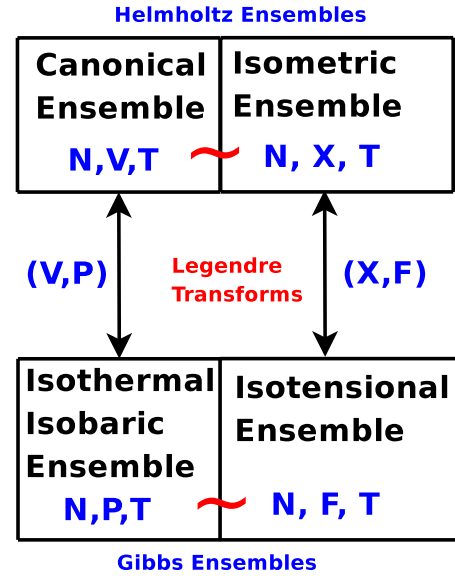 Helmholtz Ensembles
Canonical
Ensemble
N,V,T
~
Isometric
Ensemble
N, X, T
(V,P)
Legendre
Transforms
(X,F)
Isothermal
Isobaric
Ensemble
N,P,T
~
Isotensional
Ensemble
N, F, T
Gibbs Ensembles